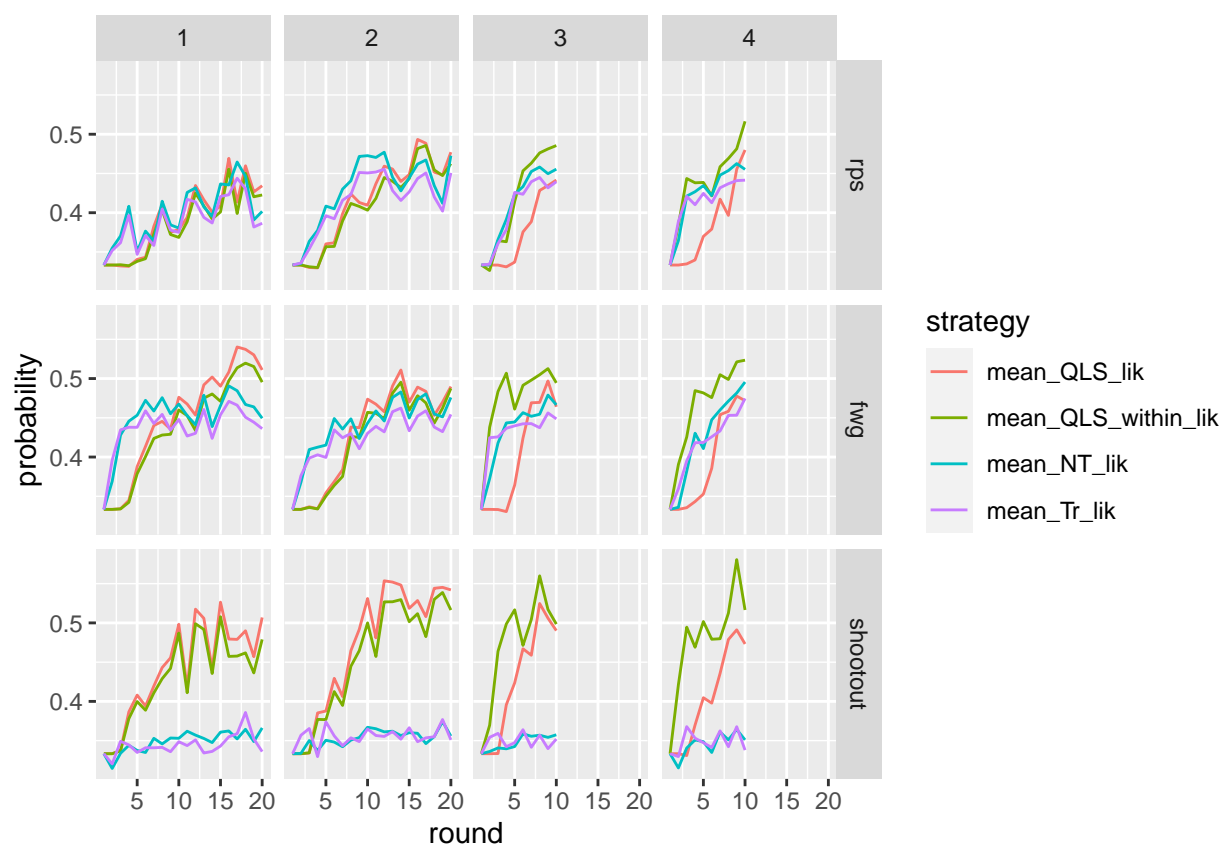 1 2 3 4
0.5
0.4
rps
0.5
0.4
fwg
0.5
0.4
shootout
probability
5 10 15 20 5 10 15 20 5 10 15 20 5 10 15 20
round
strategy
mean_QLS_lik
mean_QLS_within_lik
mean_NT_lik
mean_Tr_lik